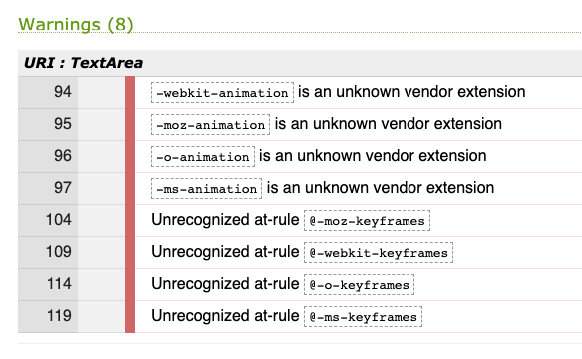 Warnings (8)
URI : TextArea
94 -webkit-animation is an unknown vendor extension
95 -moz-animation is an unknown vendor extension
96 -o-animation is an unknown vendor extension
97 -ms-animation is an unknown vendor extension
104 Unrecognized at-rule @-moz-keyframes
109 Unrecognized at-rule @-webkit-keyframes
114 Unrecognized at-rule @-o-keyframes
119 Unrecognized at-rule @-ms-keyframes